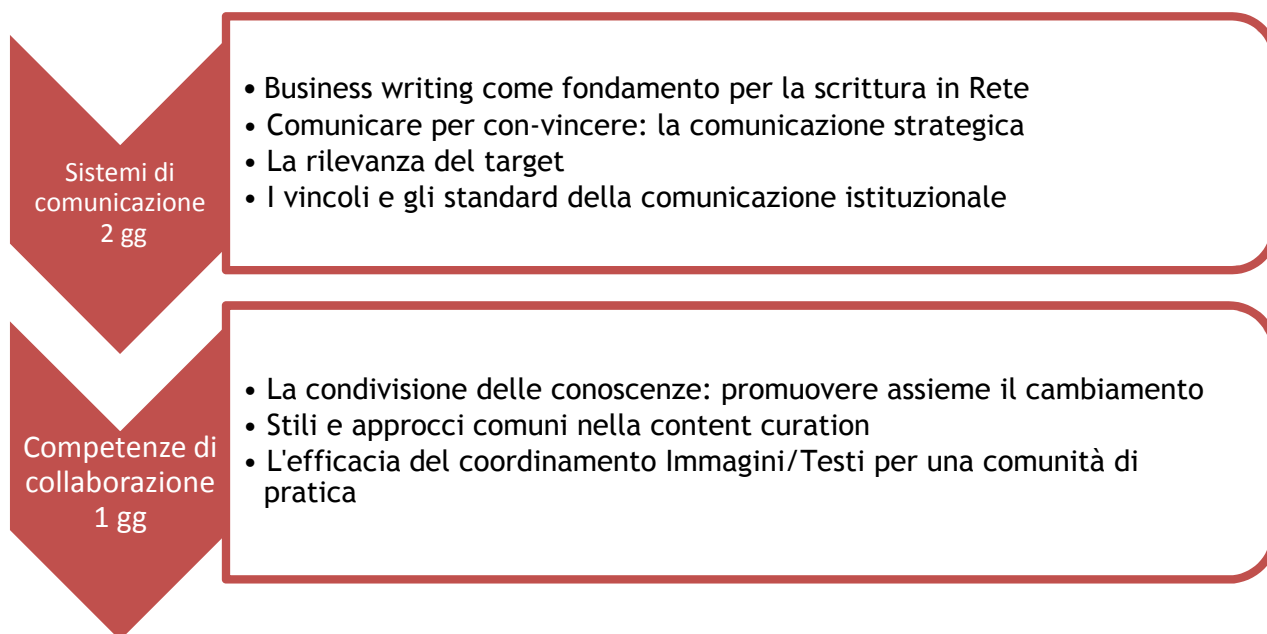 Sistemi di
comunicazione
2 gg
• Business writing come fondamento per la scrittura in Rete
• Comunicare per con-vincere: la comunicazione strategica
• La rilevanza del target
• I vincoli e gli standard della comunicazione istituzionale
Competenze di
collaborazione
1 gg
• La condivisione delle conoscenze: promuovere assieme il cambiamento
• Stili e approcci comuni nella content curation
• L'efficacia del coordinamento Immagini/Testi per una comunità di
pratica